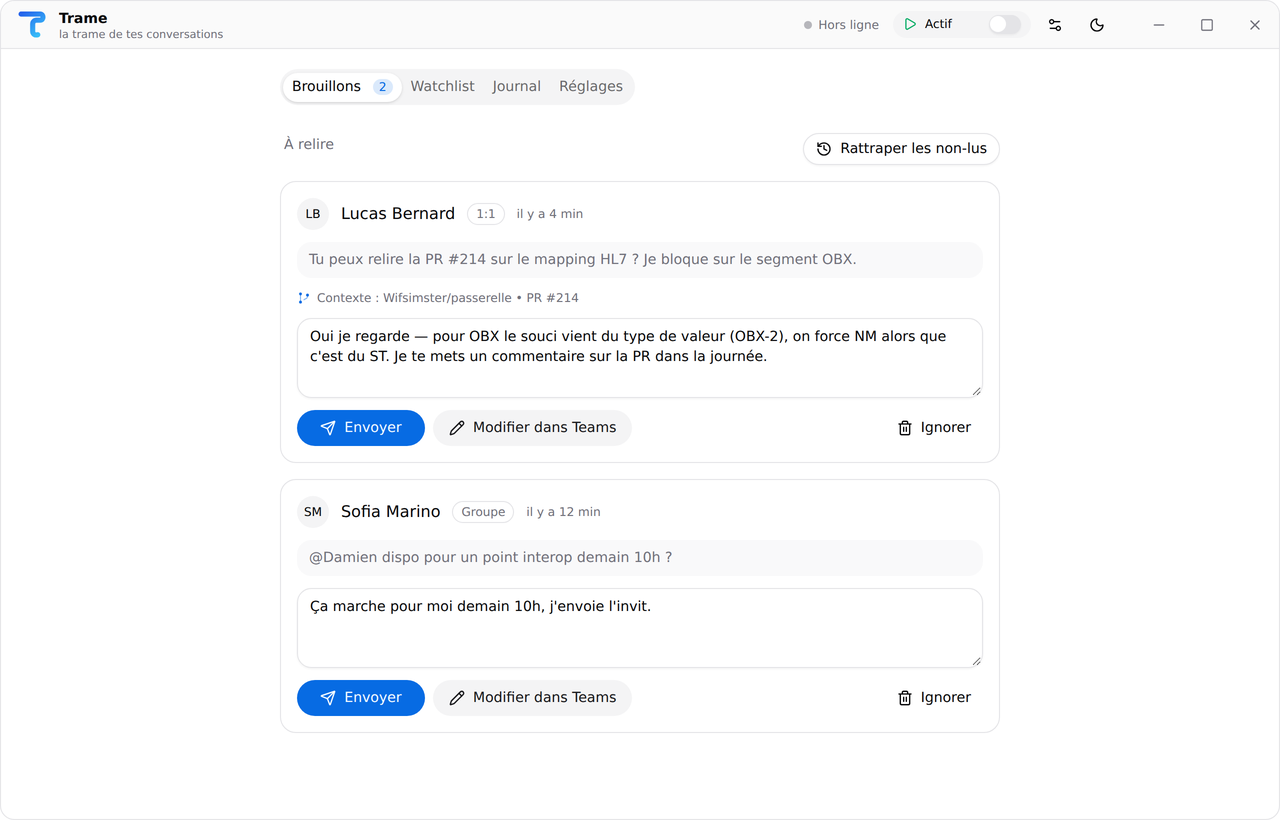 Trame
la trame de tes conversations
Hors ligne
Actif
Brouillons 2 Watchlist Journal Réglages
À relire
Rattraper les non-lus
LB Lucas Bernard 1:1 il y a 4 min
Tu peux relire la PR #214 sur le mapping HL7 ? Je bloque sur le segment OBX.
Contexte : Wifsimster/passerelle • PR #214
Oui je regarde — pour OBX le souci vient du type de valeur (OBX-2), on force NM alors que
c'est du ST. Je te mets un commentaire sur la PR dans la journée.
Envoyer Modifier dans Teams Ignorer
SM Sofia Marino Groupe il y a 12 min
@Damien dispo pour un point interop demain 10h ?
Ça marche pour moi demain 10h, j'envoie l'invit.
Envoyer Modifier dans Teams Ignorer